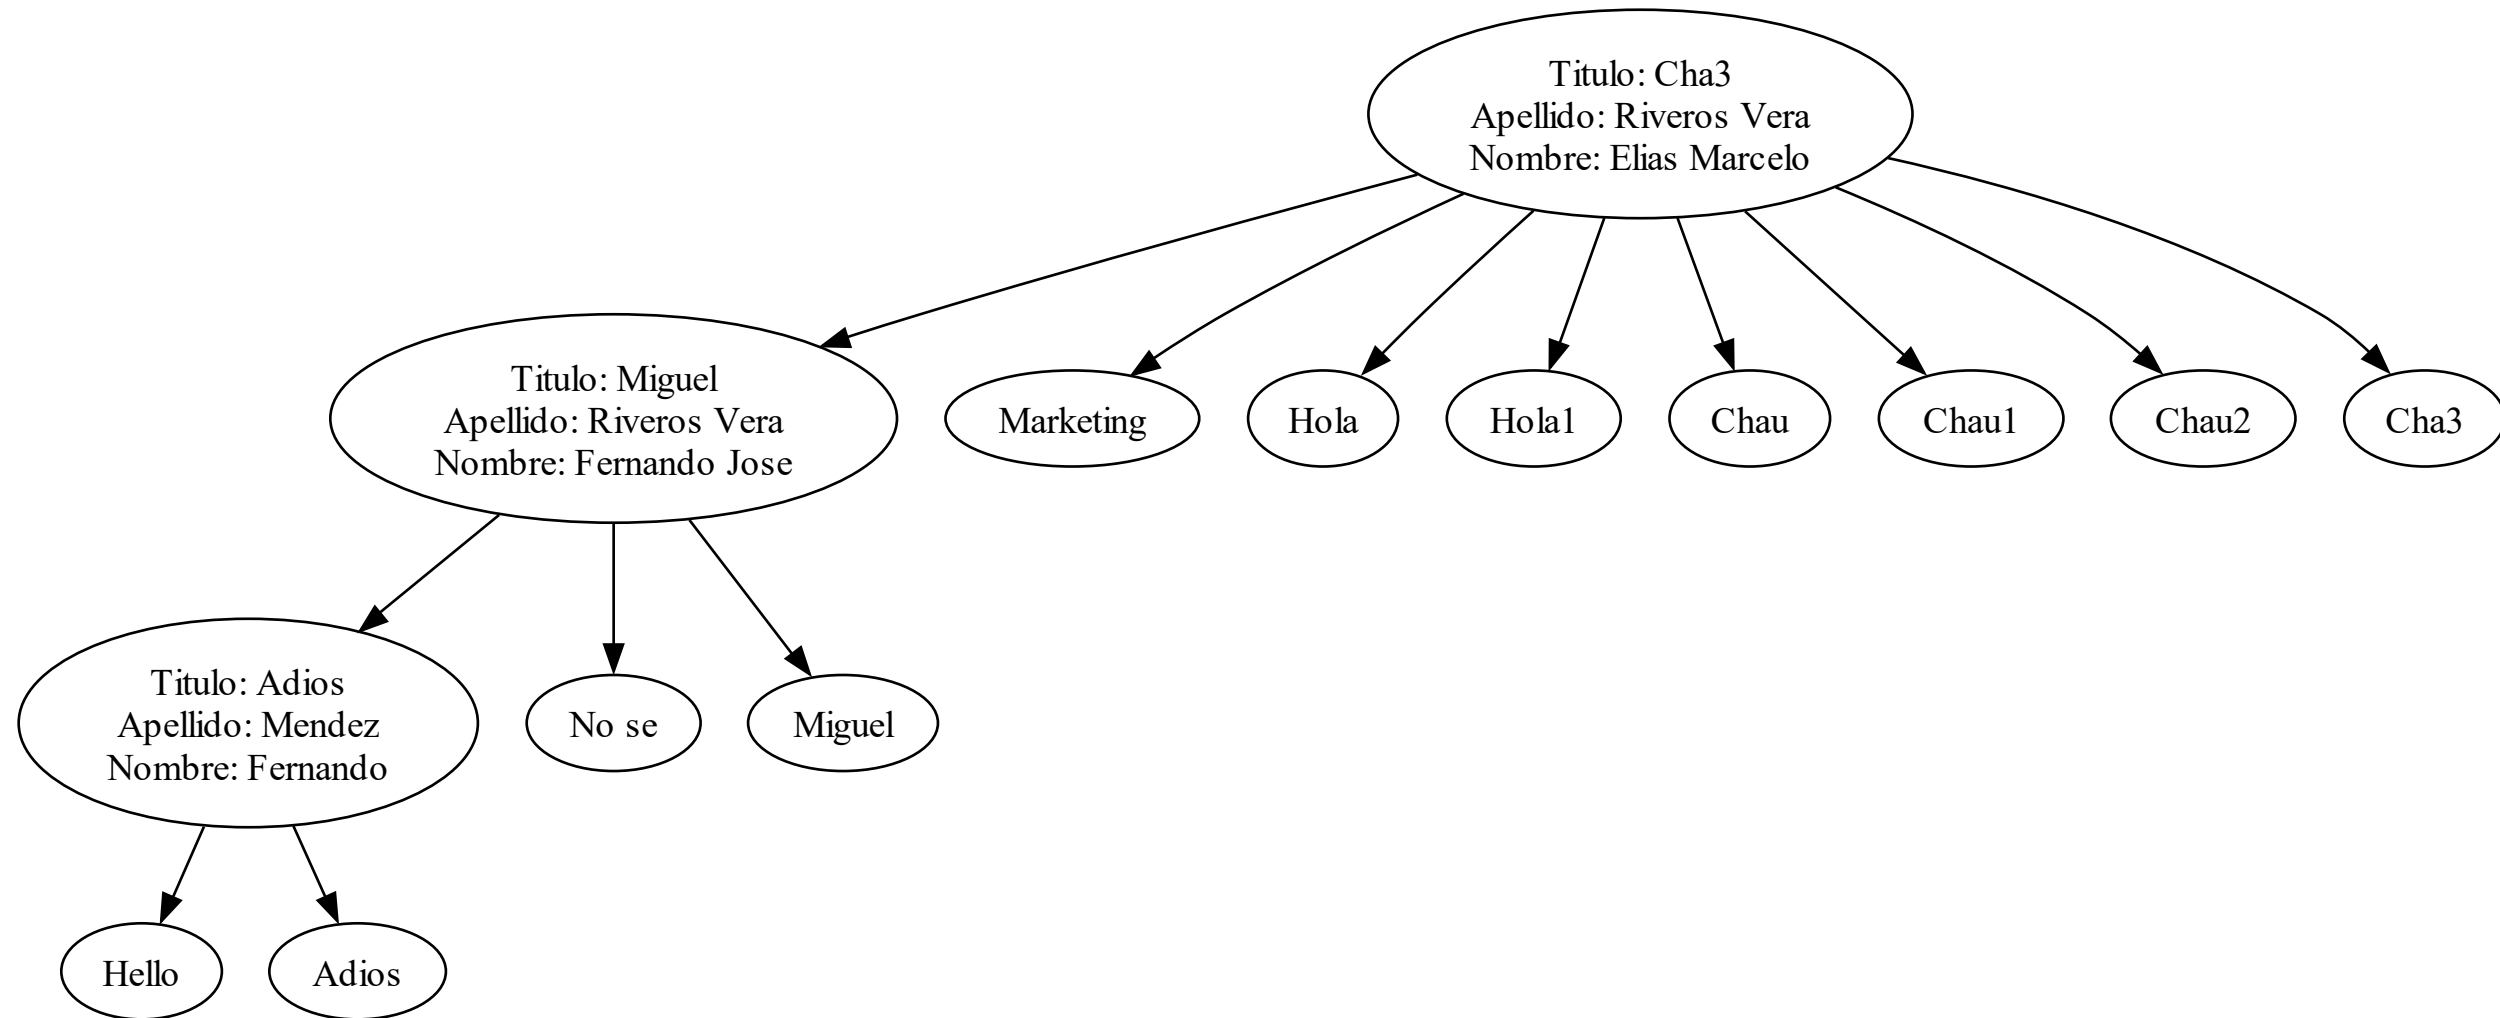 Titulo: Cha3
Apellido: Riveros Vera
Nombre: Elias Marcelo
Titulo: Miguel
Apellido: Riveros Vera
Nombre: Fernando Jose
Marketing
Hola
Hola1
Chau
Chau1
Chau2
Cha3
Titulo: Adios
Apellido: Mendez
Nombre: Fernando
No se
Miguel
Hello
Adios